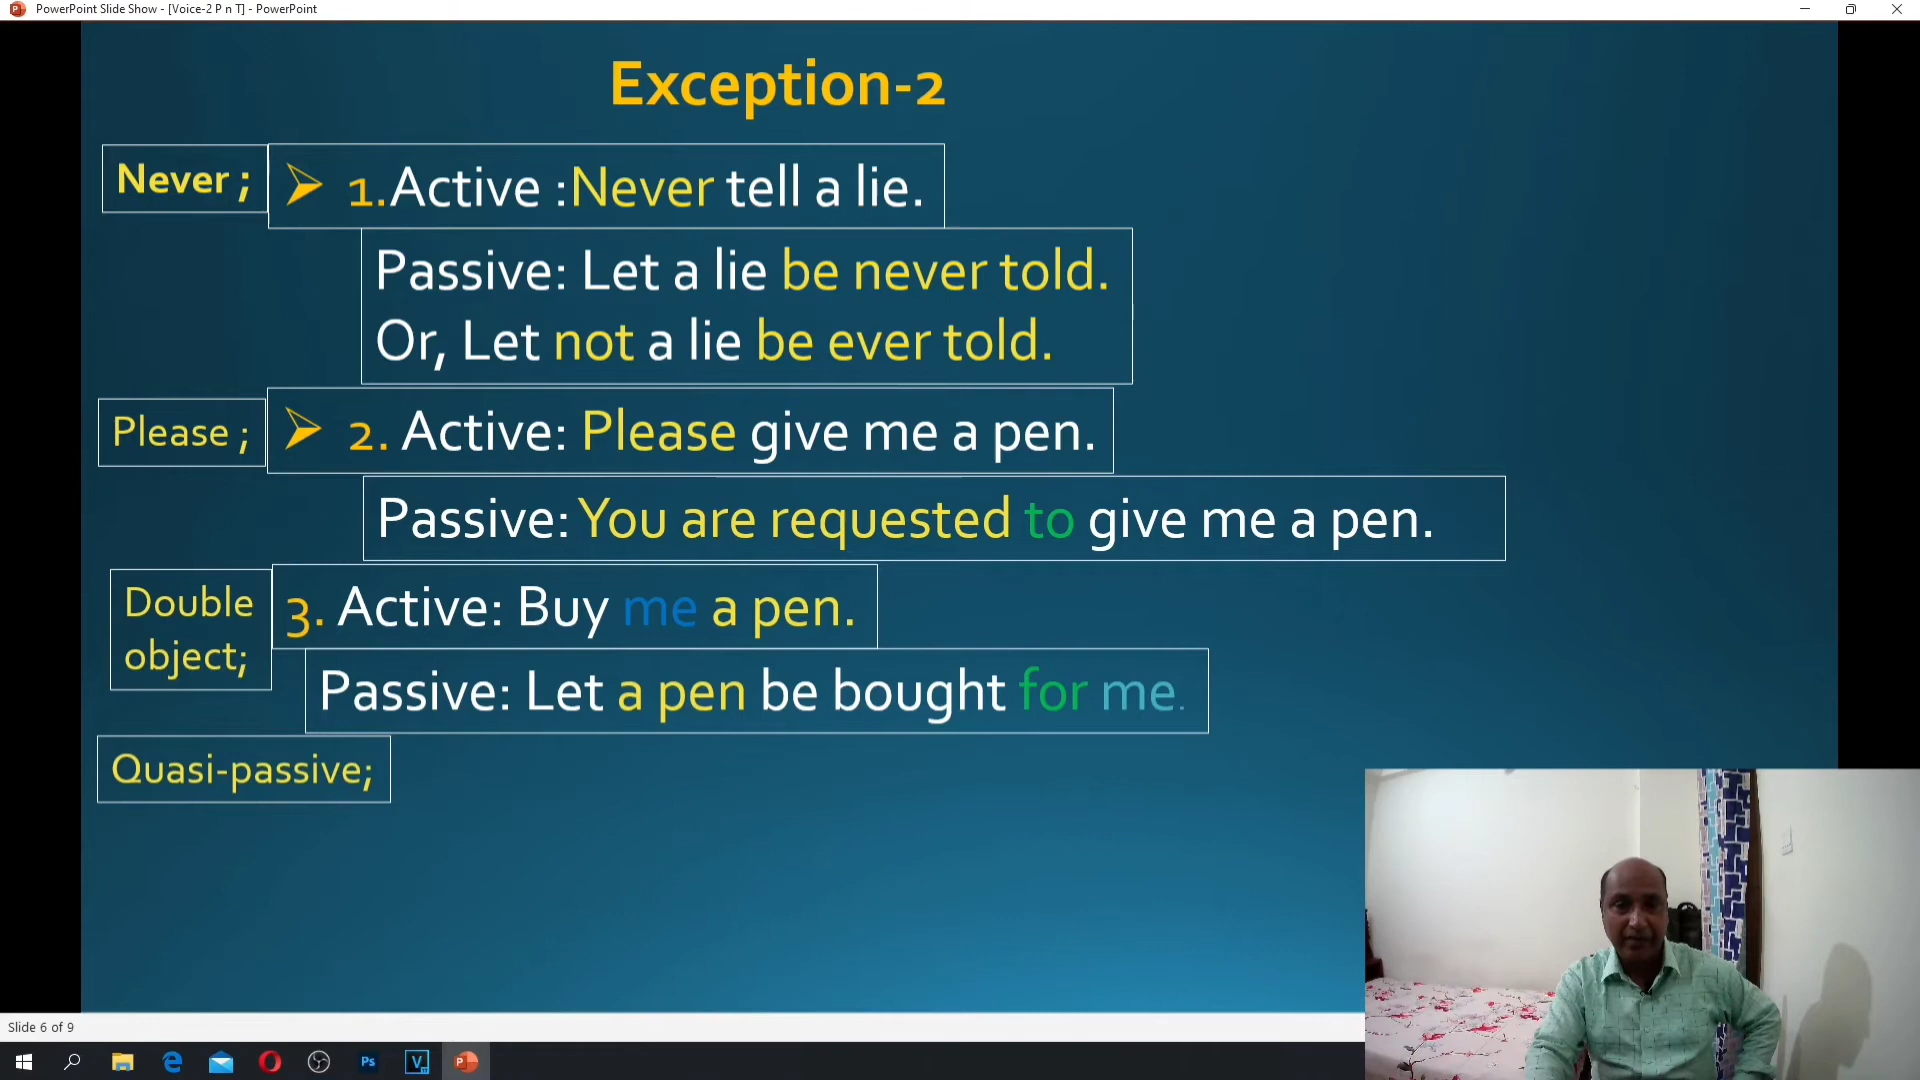 PowerPoint Slide Show - [Voice-2 P n T] - PowerPoint
Exception-2
Never ;
1.Active :Never tell a lie.
Passive: Let a lie be never told.
Or, Let not a lie be ever told.
Please ;
2. Active: Please give me a pen.
Passive: You are requested to give me a pen.
Double
object;
3. Active: Buy me a pen.
Passive: Let a pen be bought for me.
Quasi-passive;
Slide 6 of 9
Ps
V
P